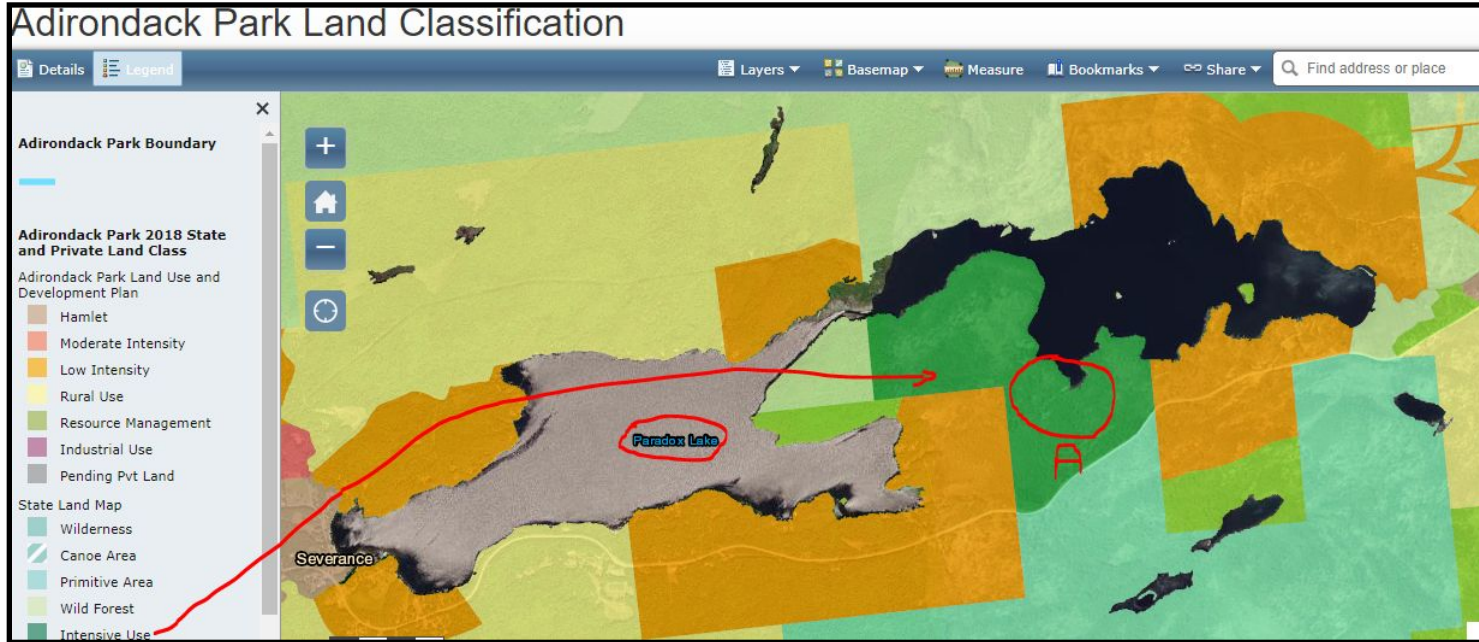 Adirondack Park Land Classification
Details Legend Layers Basemap Measure Bookmarks Share Find address or place
Adirondack Park Boundary
Adirondack Park 2018 State
and Private Land Class
Adirondack Park Land Use and
Development Plan
Hamlet
Moderate Intensity
Low Intensity
Rural Use
Resource Management
Industrial Use
Pending Pvt Land
State Land Map
Wilderness
Canoe Area
Primitive Area
Wild Forest
Intensive Use
Paradox Lake
A
Severance